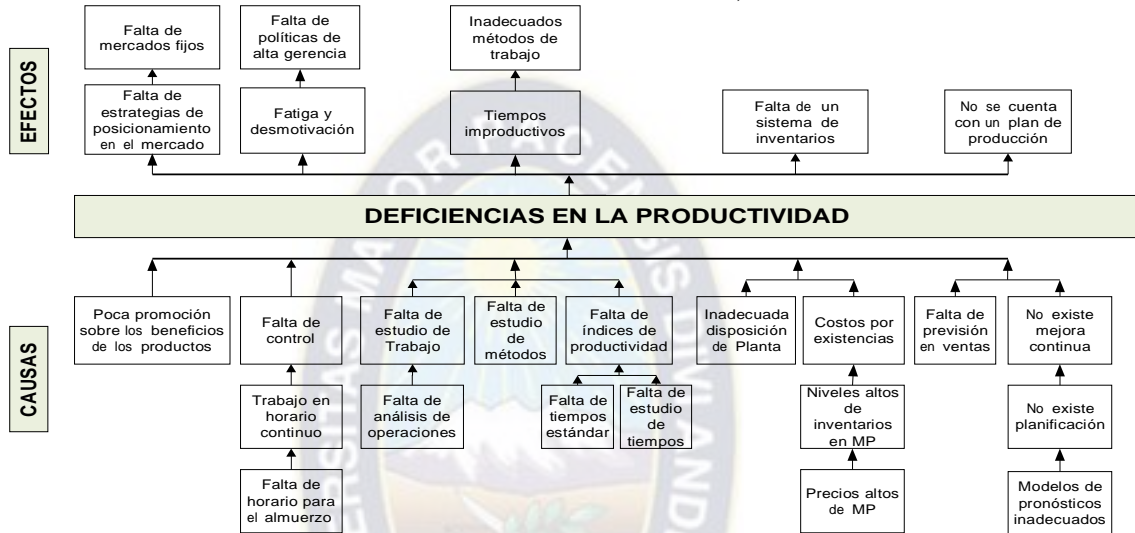 EFECTOS
Falta de
mercados fijos
Falta de
políticas de
alta gerencia
Inadecuados
métodos de
trabajo
Falta de
estrategias de
posicionamiento
en el mercado
Fatiga y
desmotivación
Tiempos
improductivos
Falta de un
sistema de
inventarios
No se cuenta
con un plan de
producción
DEFICIENCIAS EN LA PRODUCTIVIDAD
CAUSAS
Poca promoción
sobre los beneficios
de los productos
Falta de
control
Falta de
estudio de
Trabajo
Falta de
estudio
de
métodos
Falta de
índices de
productividad
Inadecuada
disposición
de Planta
Costos por
existencias
Falta de
previsión
en ventas
No existe
mejora
continua
Trabajo en
horario
continuo
Falta de
análisis de
operaciones
Falta de
tiempos
estándar
Falta de
estudio
de
tiempos
Niveles altos
de
inventarios
en MP
No existe
planificación
Falta de
horario para
el almuerzo
Precios altos
de MP
Modelos de
pronósticos
inadecuados
ERSITAS MAJOR PACENSIS DIVI AND